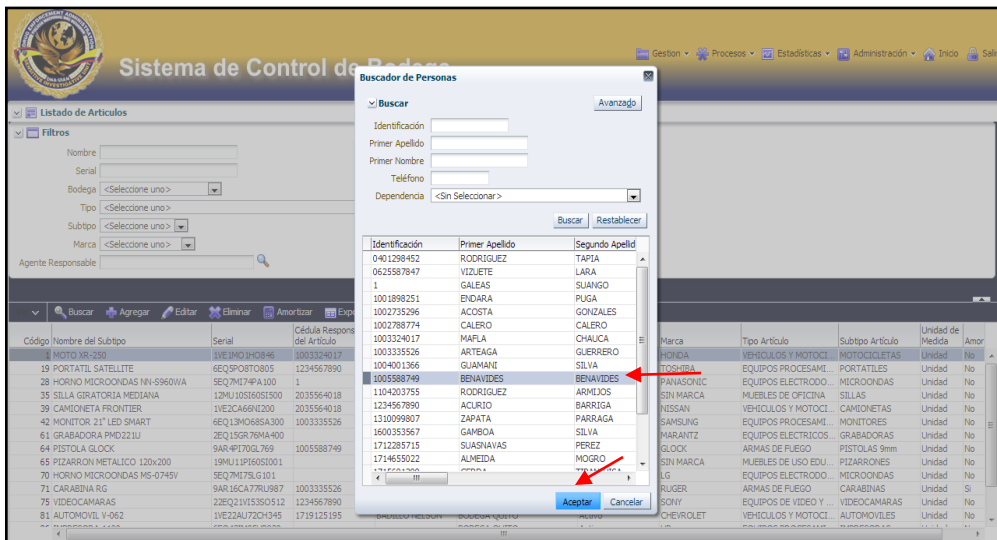 Sistema de Control de Bodega
Gestion Procesos Estadísticas Administración Inicio Sali
Listado de Artículos
Filtros
Nombre
Serial
Bodega <Seleccione uno>
Tipo <Seleccione uno>
Subtipo <Seleccione uno>
Marca <Seleccione uno>
Agente Responsable
Buscador de Personas
Buscar Avanzado
Identificación
Primer Apellido
Primer Nombre
Teléfono
Dependencia <Sin Seleccionar>
Buscar Restablecer
Identificación Primer Apellido Segundo Apellid
0401298452 RODRIGUEZ TAPIA
0625587847 VIZUETE LARA
1 GALEAS SUANGO
1001898251 ENDARA PUGA
1002735296 ACOSTA GONZALES
1002788774 CALERO CALERO
1003324017 MAFLA CHAUCA
1003335526 ARTEAGA GUERRERO
1004001366 GUAMANI SILVA
1005588749 BENAVIDES BENAVIDES
1104203755 RODRIGUEZ ARMIJOS
1234567890 ACURIO BARRIGA
1310099807 ZAPATA PARRAGA
1600353567 GAMBOA SILVA
1712285715 SUASNAVAS PEREZ
1714655022 ALMEIDA MOGRO
Aceptar Cancelar
Buscar Agregar Editar Eliminar Amortizar Exp
Código Nombre del Subtipo Serial Cédula Respons del Artículo Marca Tipo Artículo Subtipo Artículo Unidad de Medida Amor
1 MOTO XR-250 1VE1MO1HO846 1003324017 HONDA VEHICULOS Y MOTOCI... MOTOCICLETAS Unidad No
19 PORTATIL SATELLITE 6EQ5PO8TO805 1234567890 TOSHIBA EQUIPOS PROCESAMI... PORTATILES Unidad No
28 HORNO MICROONDAS NN-S960WA 5EQ7MI74PA100 1 PANASONIC EQUIPOS ELECTRODO... MICROONDAS Unidad No
35 SILLA GIRATORIA MEDIANA 12MU10SI60SI500 2035564018 SIN MARCA MUEBLES DE OFICINA SILLAS Unidad No
39 CAMIONETA FRONTIER 1VE2CA66NI200 2035564018 NISSAN VEHICULOS Y MOTOCI... CAMIONETAS Unidad No
42 MONITOR 21" LED SMART 6EQ13MO68SA300 1003335526 SAMSUNG EQUIPOS PROCESAMI... MONITORES Unidad No
61 GRABADORA PMD221U 2EQ15GR76MA400 MARANTZ EQUIPOS ELECTRICOS... GRABADORAS Unidad No
64 PISTOLA GLOCK 9AR4PI70GL769 1005588749 GLOCK ARMAS DE FUEGO PISTOLAS 9mm Unidad No
65 PIZARRON METALICO 120x200 19MU11PI60SI001 SIN MARCA MUEBLES DE USO EDU... PIZARRONES Unidad No
70 HORNO MICROONDAS MS-0745V 5EQ7MI75LG101 LG EQUIPOS ELECTRODO... MICROONDAS Unidad No
71 CARABINA RG 9AR16CA77RU987 1003335526 RUGER ARMAS DE FUEGO CARABINAS Unidad Si
75 VIDEOCAMARAS 22EQ21VI53SO512 1234567890 SONY EQUIPOS DE VIDEO Y ... VIDEOCAMARAS Unidad No
81 AUTOMOVIL V-062 1VE22AU72CH345 1719125195 BADILLO NELSON BODEGA QUITO Activo CHEVROLET VEHICULOS Y MOTOCI... AUTOMOVILES Unidad No